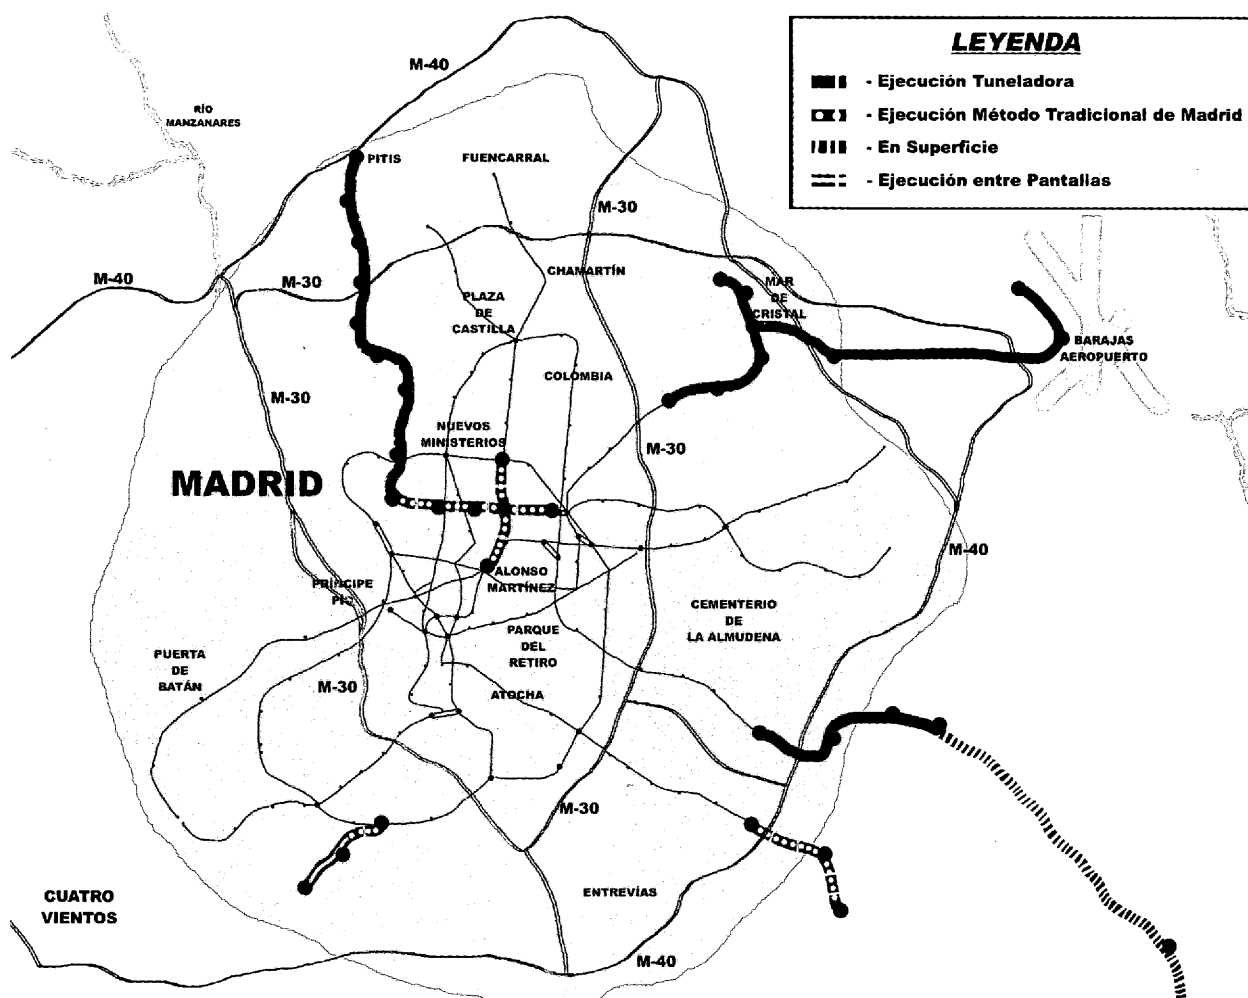 LEYENDA
- Ejecución Tuneladora
- Ejecución Método Tradicional de Madrid
- En Superficie
- Ejecución entre Pantallas
M-40
RÍO
MANZANARES
PITIS
FUENCARRAL
M-30
M-40
M-30
CHAMARTÍN
MAR
DE
CRISTAL
PLAZA
DE
CASTILLA
BARAJAS
AEROPUERTO
COLOMBIA
M-30
NUEVOS
MINISTERIOS
M-30
MADRID
M-40
ALONSO
MARTÍNEZ
PRÍNCIPE
PÍO
CEMENTERIO
DE
LA ALMUDENA
PARQUE
DEL
RETIRO
PUERTA
DE
BATÁN
M-30
ATOCHA
M-30
ENTREVÍAS
CUATRO
VIENTOS
M-40